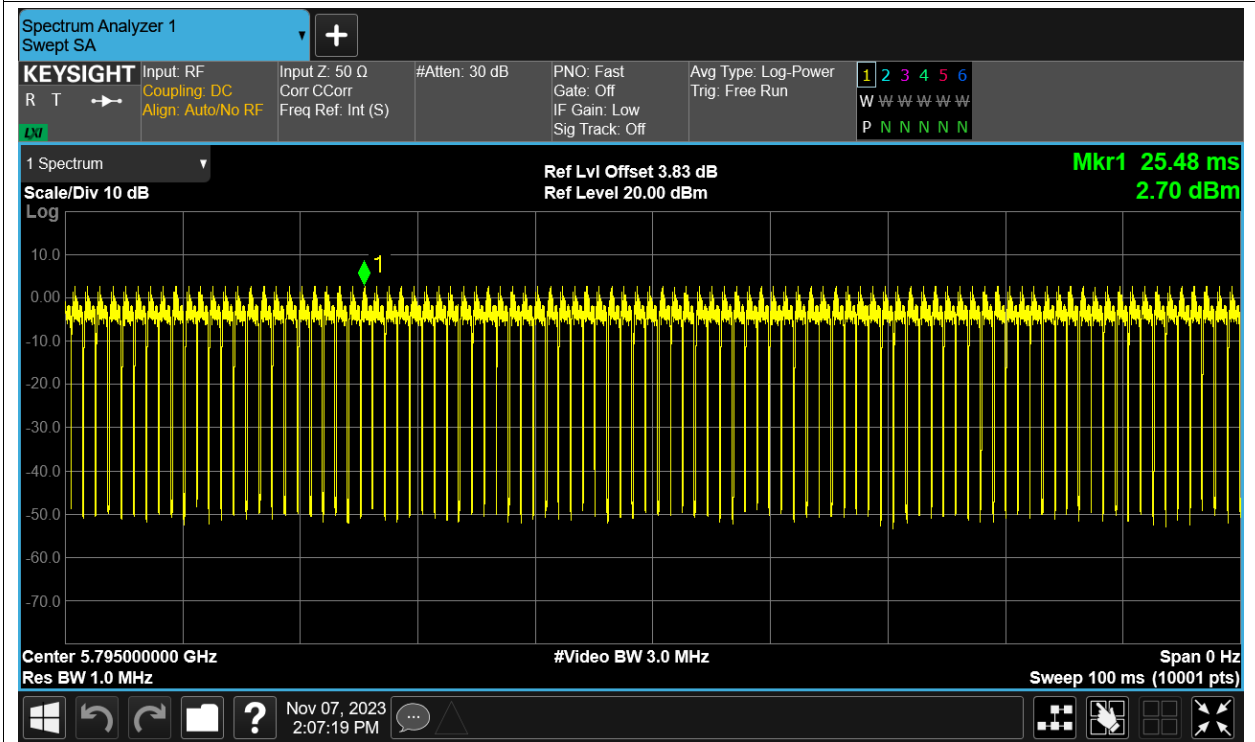 Spectrum Analyzer 1
Swept SA
KEYSIGHT
R T
LXI
Input: RF
Coupling: DC
Align: Auto/No RF
Input Z: 50 Ω
Corr CCorr
Freq Ref: Int (S)
#Atten: 30 dB
PNO: Fast
Gate: Off
IF Gain: Low
Sig Track: Off
Avg Type: Log-Power
Trig: Free Run
1 2 3 4 5 6
W W W W W W
P N N N N N
1 Spectrum
Scale/Div 10 dB
Log
Ref Lvl Offset 3.83 dB
Ref Level 20.00 dBm
Mkr1 25.48 ms
2.70 dBm
10.0
1
0.00
-10.0
-20.0
-30.0
-40.0
-50.0
-60.0
-70.0
Center 5.795000000 GHz
Res BW 1.0 MHz
#Video BW 3.0 MHz
Span 0 Hz
Sweep 100 ms (10001 pts)
?
Nov 07, 2023
2:07:19 PM